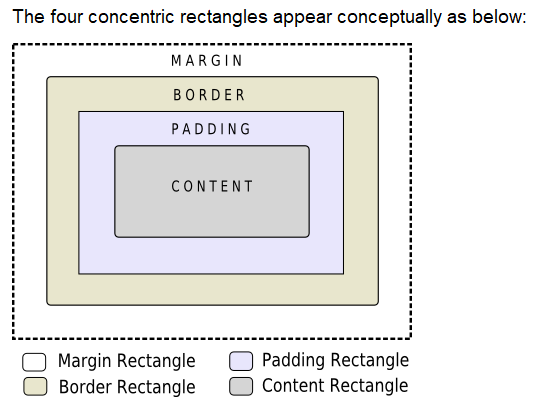 The four concentric rectangles appear conceptually as below:
MARGIN
BORDER
PADDING
CONTENT
Margin Rectangle
Padding Rectangle
Border Rectangle
Content Rectangle